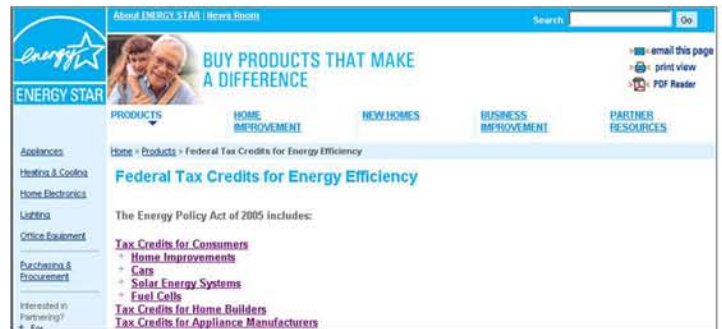 About ENERGY STAR | News Room
Search
Go
energy
ENERGY STAR
BUY PRODUCTS THAT MAKE
A DIFFERENCE
email this page
print view
PDF Reader
PRODUCTS
HOME
IMPROVEMENT
NEW HOMES
BUSINESS
IMPROVEMENT
PARTNER
RESOURCES
Appliances
Heating & Cooling
Home Electronics
Lighting
Office Equipment
Purchasing &
Procurement
Interested in
Partnering?
+ For
Home > Products > Federal Tax Credits for Energy Efficiency
Federal Tax Credits for Energy Efficiency
The Energy Policy Act of 2005 includes:
Tax Credits for Consumers
Home Improvements
Cars
Solar Energy Systems
Fuel Cells
Tax Credits for Home Builders
Tax Credits for Appliance Manufacturers